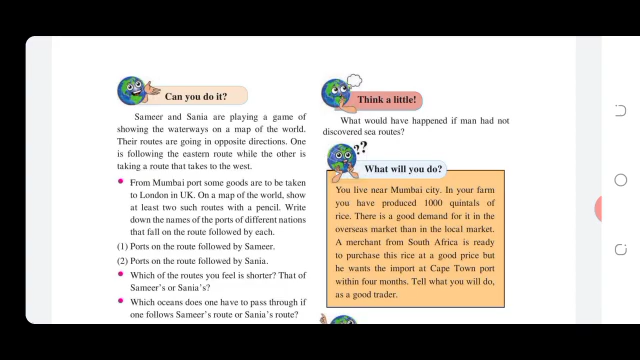 Can you do it?
Sameer and Sania are playing a game of
showing the waterways on a map of the world.
Their routes are going in opposite directions. One
is following the eastern route while the other is
taking a route that takes to the west.
• From Mumbai port some goods are to be taken
to London in UK. On a map of the world, show
at least two such routes with a pencil. Write
down the names of the ports of different nations
that fall on the route followed by each.
(1) Ports on the route followed by Sameer.
(2) Ports on the route followed by Sania.
• Which of the routes you feel is shorter? That of
Sameer's or Sania's?
• Which oceans does one have to pass through if
one follows Sameer's route or Sania's route?
Think a little!
What would have happened if man had not
discovered sea routes?
??
What will you do?
You live near Mumbai city. In your farm
you have produced 1000 quintals of
rice. There is a good demand for it in the
overseas market than in the local market.
A merchant from South Africa is ready
to purchase this rice at a good price but
he wants the import at Cape Town port
within four months. Tell what you will do,
as a good trader.